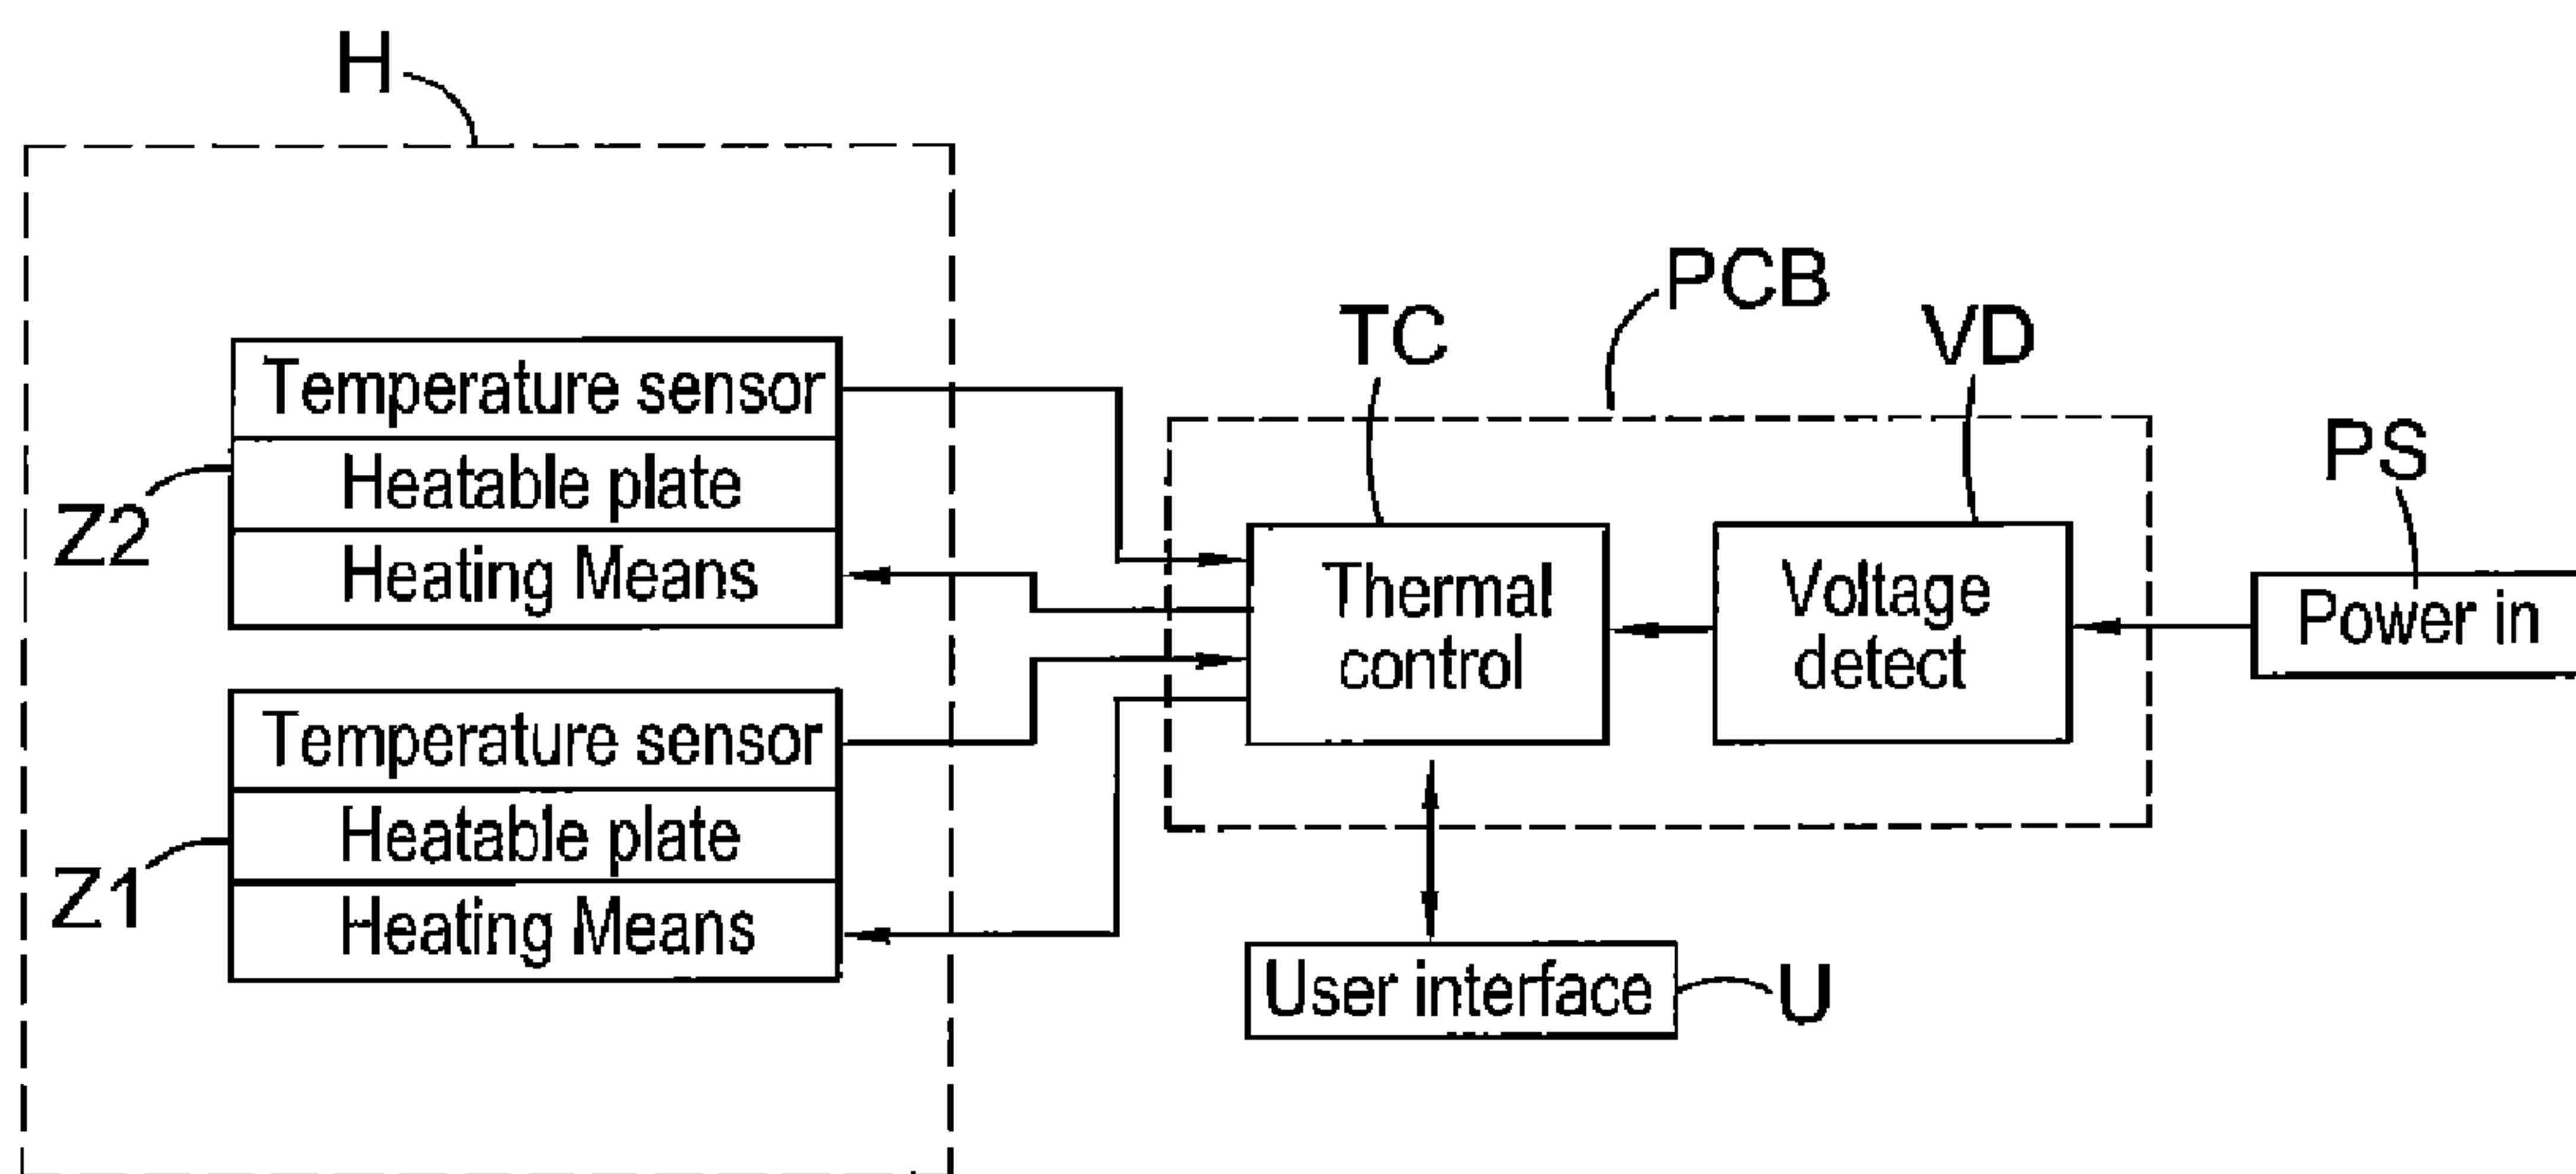 H
PCB
TC
VD
PS
Temperature sensor
Heatable plate
Heating Means
Z2
Thermal
control
Voltage
detect
Power in
Temperature sensor
Heatable plate
Heating Means
Z1
User interface
U